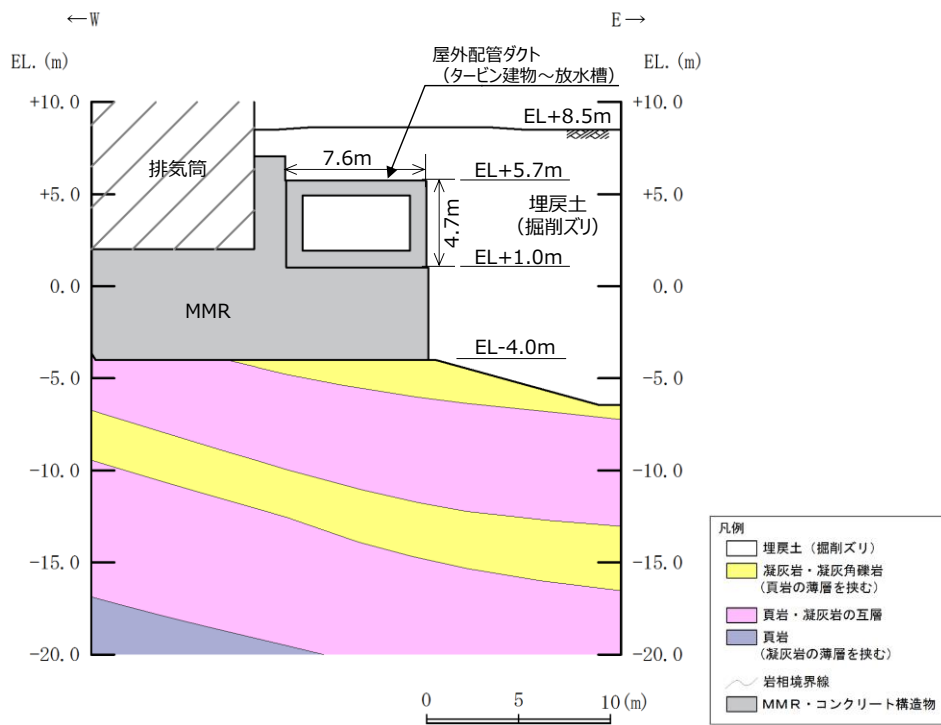 ←W
E→
屋外配管ダクト
(タービン建物～放水槽)
EL.(m)
EL.(m)
+10.0
+10.0
EL+8.5m
排気筒
7.6m
EL+5.7m
+5.0
+5.0
埋戻土
(掘削ズリ)
4.7m
EL+1.0m
0.0
0.0
MMR
EL-4.0m
-5.0
-5.0
-10.0
-10.0
-15.0
-15.0
-20.0
-20.0
凡例
埋戻土(掘削ズリ)
凝灰岩・凝灰角礫岩
(頁岩の薄層を挟む)
頁岩・凝灰岩の互層
頁岩
(凝灰岩の薄層を挟む)
岩相境界線
MMR・コンクリート構造物
0 5 10(m)